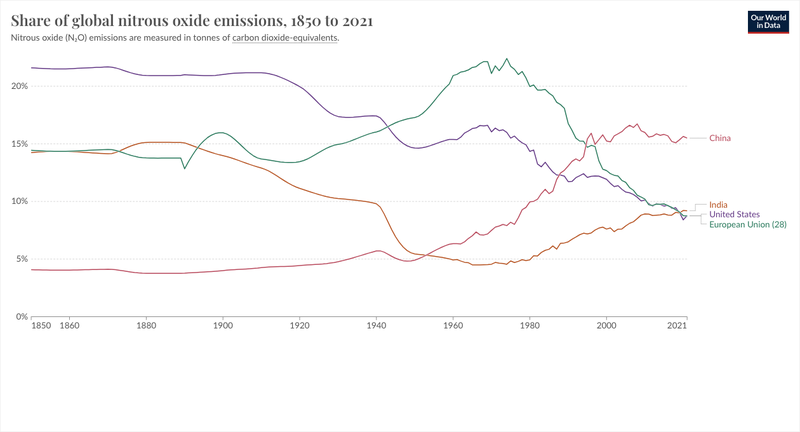 Share of global nitrous oxide emissions, 1850 to 2021
Nitrous oxide (N₂O) emissions are measured in tonnes of carbon dioxide-equivalents.
Our World
in Data
20%
15%
10%
5%
0%
China
India
United States
European Union (28)
1850 1860 1880 1900 1920 1940 1960 1980 2000 2021